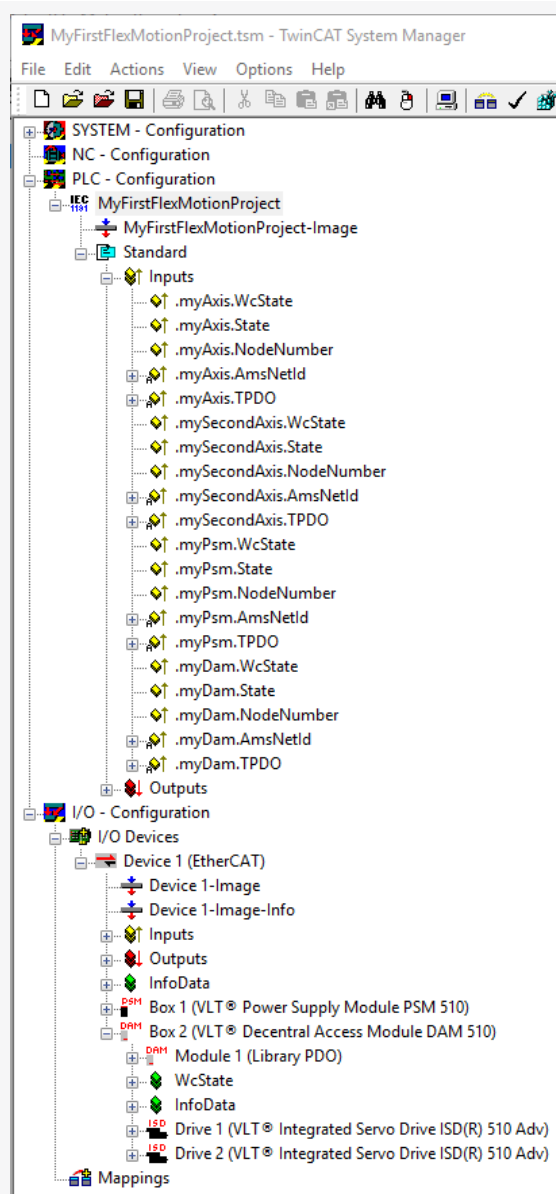 MyFirstFlexMotionProject.tsm - TwinCAT System Manager
File Edit Actions View Options Help
SYSTEM - Configuration
NC - Configuration
PLC - Configuration
IEC 1131 MyFirstFlexMotionProject
MyFirstFlexMotionProject-Image
Standard
Inputs
.myAxis.WcState
.myAxis.State
.myAxis.NodeNumber
.myAxis.AmsNetId
.myAxis.TPDO
.mySecondAxis.WcState
.mySecondAxis.State
.mySecondAxis.NodeNumber
.mySecondAxis.AmsNetId
.mySecondAxis.TPDO
.myPsm.WcState
.myPsm.State
.myPsm.NodeNumber
.myPsm.AmsNetId
.myPsm.TPDO
.myDam.WcState
.myDam.State
.myDam.NodeNumber
.myDam.AmsNetId
.myDam.TPDO
Outputs
I/O - Configuration
I/O Devices
Device 1 (EtherCAT)
Device 1-Image
Device 1-Image-Info
Inputs
Outputs
InfoData
PSM Box 1 (VLT® Power Supply Module PSM 510)
DAM Box 2 (VLT® Decentral Access Module DAM 510)
DAM Module 1 (Library PDO)
WcState
InfoData
ISD Drive 1 (VLT® Integrated Servo Drive ISD(R) 510 Adv)
ISD Drive 2 (VLT® Integrated Servo Drive ISD(R) 510 Adv)
Mappings